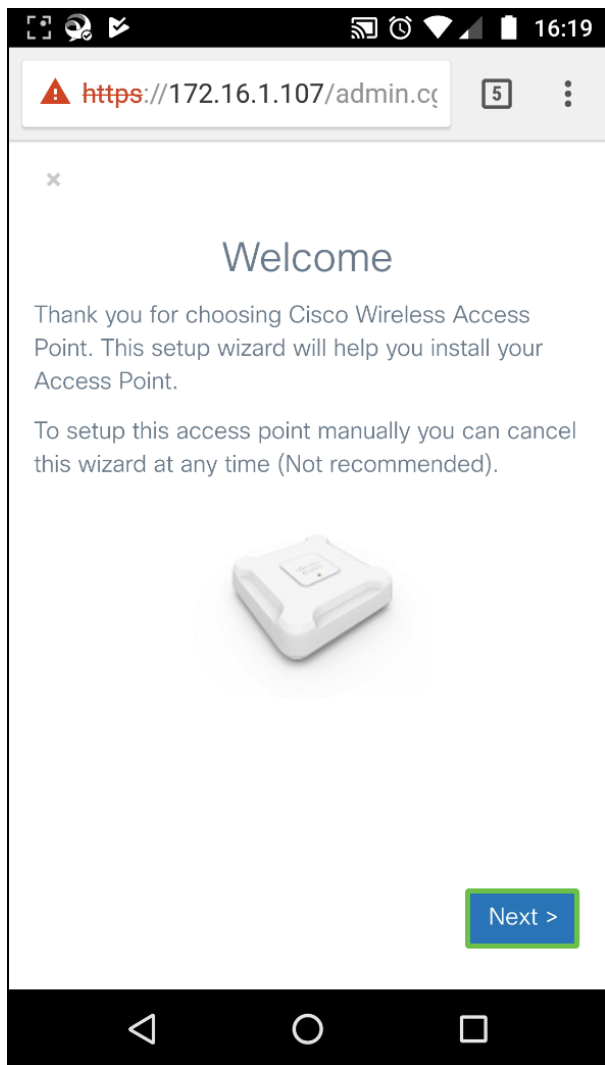 16:19
https://172.16.1.107/admin.cg
5
×
Welcome
Thank you for choosing Cisco Wireless Access
Point. This setup wizard will help you install your
Access Point.
To setup this access point manually you can cancel
this wizard at any time (Not recommended).
Next >